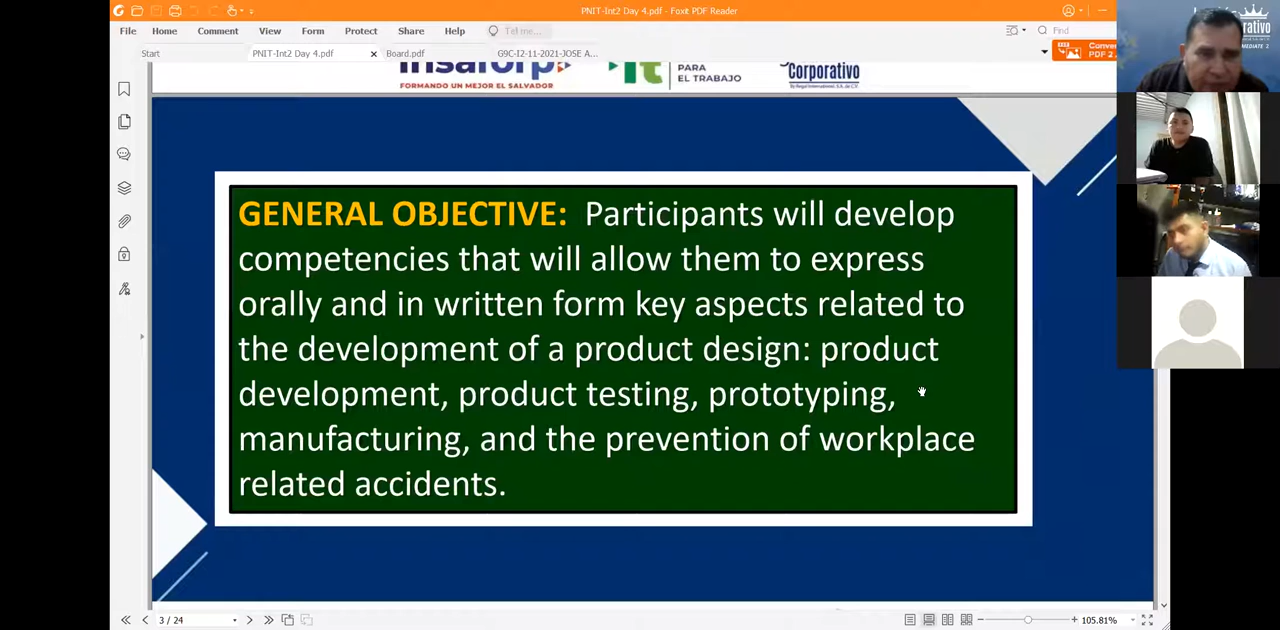 PNIT-Int2 Day 4.pdf - Foxit PDF Reader
File Home Comment View Form Protect Share Help Tell me... Find
Start PNIT-Int2 Day 4.pdf Board.pdf G9C-I2-11-2021-JOSE A...
PDF 2
PARA
EL TRABAJO
FORMANDO UN MEJOR EL SALVADOR
Corporativo
GENERAL OBJECTIVE: Participants will develop
competencies that will allow them to express
orally and in written form key aspects related to
the development of a product design: product
development, product testing, prototyping,
manufacturing, and the prevention of workplace
related accidents.
3 / 24
105.81%